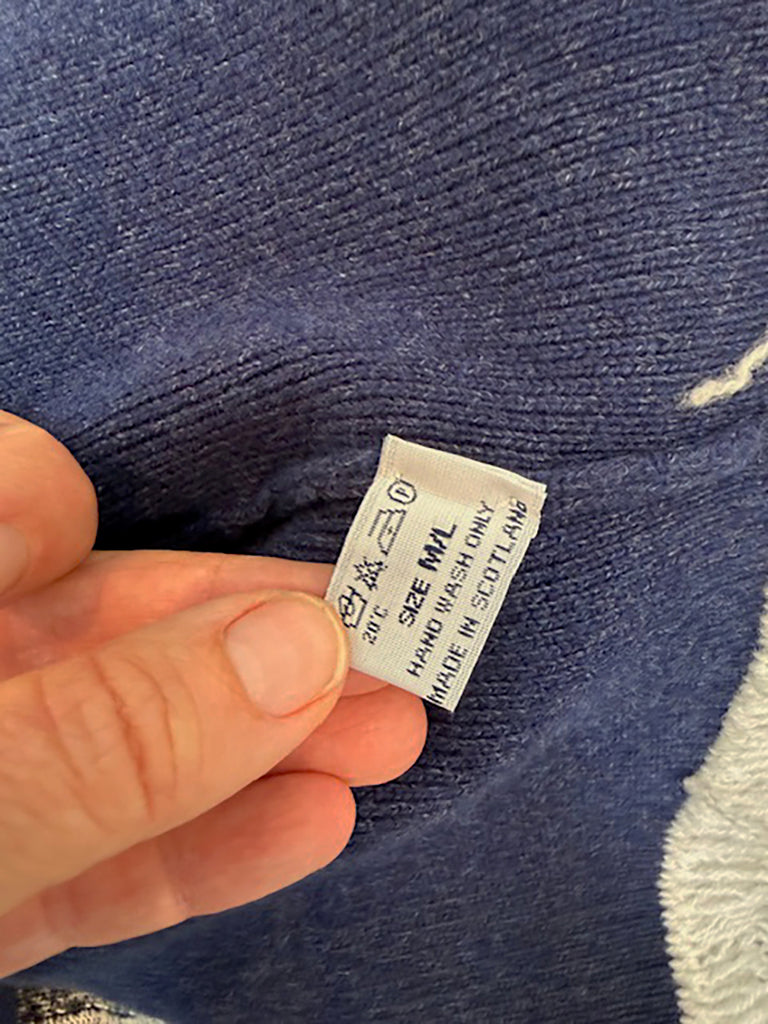 P
20°C
SIZE M/L
HAND WASH ONLY
MADE IN SCOTLAND